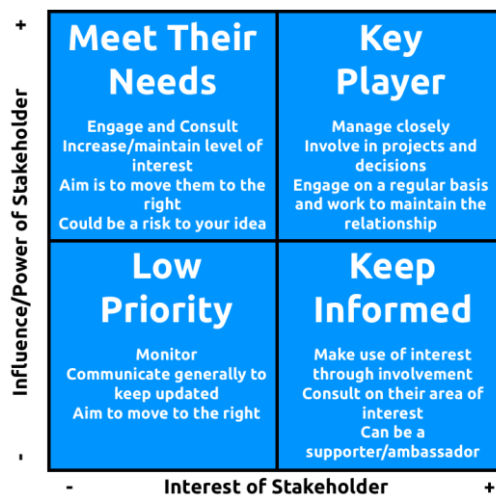 +
Influence/Power of Stakeholder
-
Meet Their
Needs
Engage and Consult
Increase/maintain level of
interest
Aim is to move them to the
right
Could be a risk to your idea
Key
Player
Manage closely
Involve in projects and
decisions
Engage on a regular basis
and work to maintain the
relationship
Low
Priority
Monitor
Communicate generally to
keep updated
Aim to move to the right
Keep
Informed
Make use of interest
through involvement
Consult on their area of
interest
Can be a
supporter/ambassador
- Interest of Stakeholder +